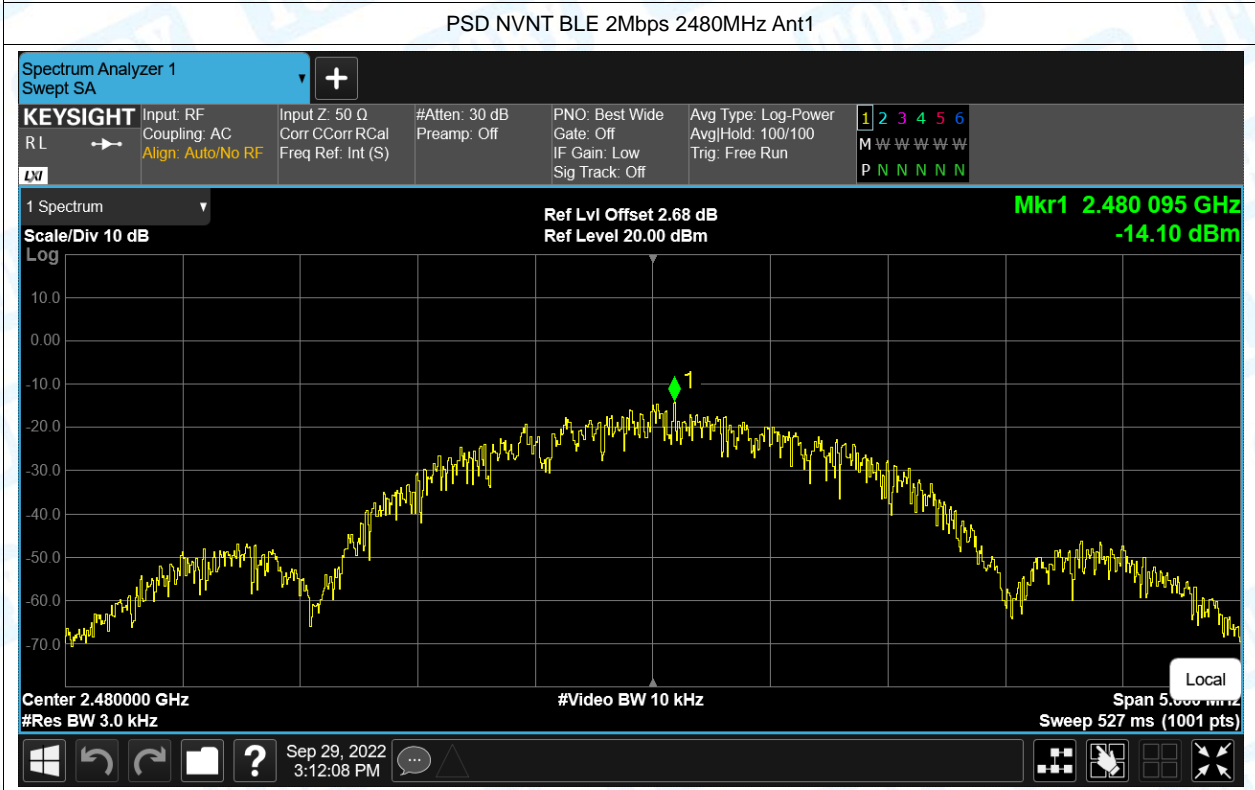 PSD NVNT BLE 2Mbps 2480MHz Ant1
Spectrum Analyzer 1
Swept SA
KEYSIGHT
R L
LXI
Input: RF
Coupling: AC
Align: Auto/No RF
Input Z: 50 Ω
Corr CCorr RCal
Freq Ref: Int (S)
#Atten: 30 dB
Preamp: Off
PNO: Best Wide
Gate: Off
IF Gain: Low
Sig Track: Off
Avg Type: Log-Power
Avg|Hold: 100/100
Trig: Free Run
1 2 3 4 5 6
M W W W W W
P N N N N N
1 Spectrum
Scale/Div 10 dB
Ref Lvl Offset 2.68 dB
Ref Level 20.00 dBm
Mkr1 2.480 095 GHz
-14.10 dBm
Log
10.0
0.00
-10.0
-20.0
-30.0
-40.0
-50.0
-60.0
-70.0
1
Local
Center 2.480000 GHz
#Video BW 10 kHz
Span 5.000 MHz
#Res BW 3.0 kHz
Sweep 527 ms (1001 pts)
Sep 29, 2022
3:12:08 PM